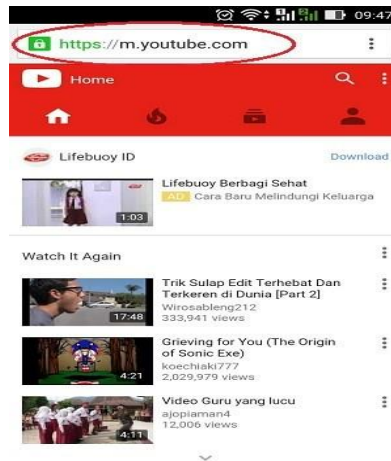 09:47
https://m.youtube.com
Home
Lifebuoy ID
Download
1:03
Lifebuoy Berbagi Sehat
AD Cara Baru Melindungi Keluarga
Watch It Again
17:48
Trik Sulap Edit Terhebat Dan
Terkeren di Dunia [Part 2]
Wirosableng212
333,941 views
4:21
Grieving for You (The Origin
of Sonic Exe)
koechiaki777
2,029,979 views
4:11
Video Guru yang lucu
ajopiaman4
12,006 views